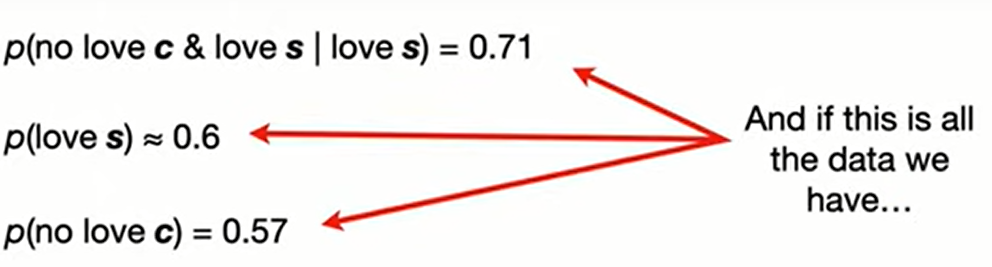 p(no love c & love s | love s) = 0.71
p(love s) ≈ 0.6
p(no love c) = 0.57
And if this is all
the data we
have...